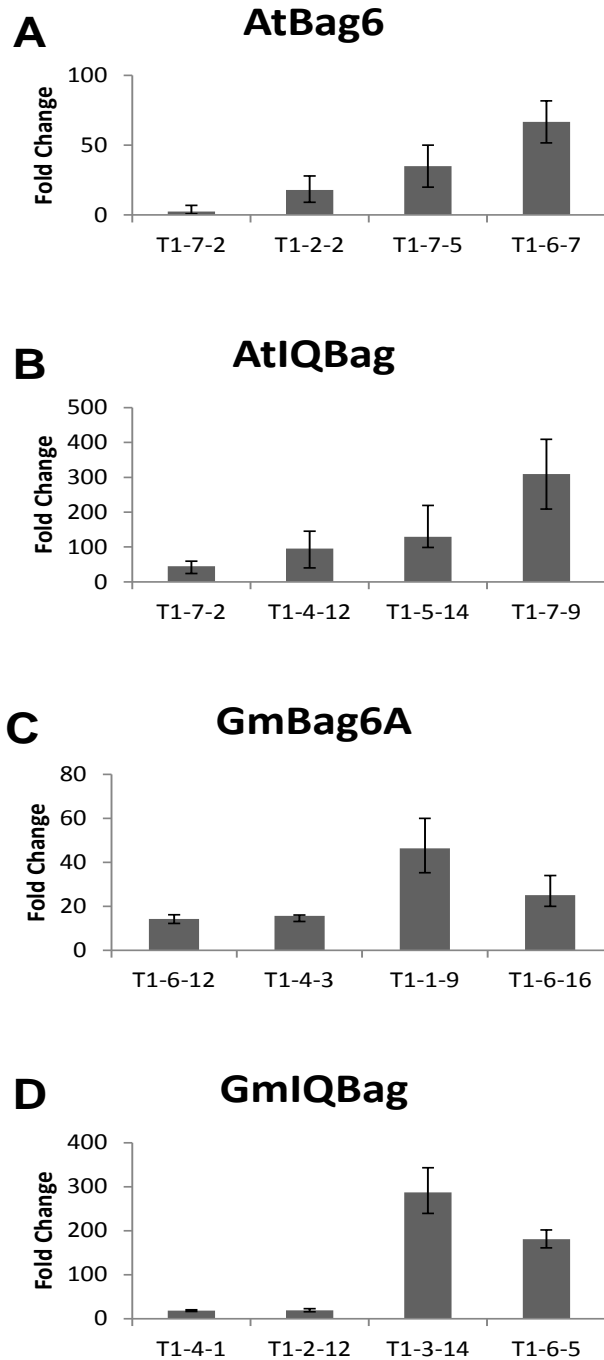 A
AtBag6
Fold Change
100
50
0
T1-7-2 T1-2-2 T1-7-5 T1-6-7
B
AtIQBag
Fold Change
500
400
300
200
100
0
T1-7-2 T1-4-12 T1-5-14 T1-7-9
C
GmBag6A
Fold Change
80
60
40
20
0
T1-6-12 T1-4-3 T1-1-9 T1-6-16
D
GmIQBag
Fold Change
400
300
200
100
0
T1-4-1 T1-2-12 T1-3-14 T1-6-5